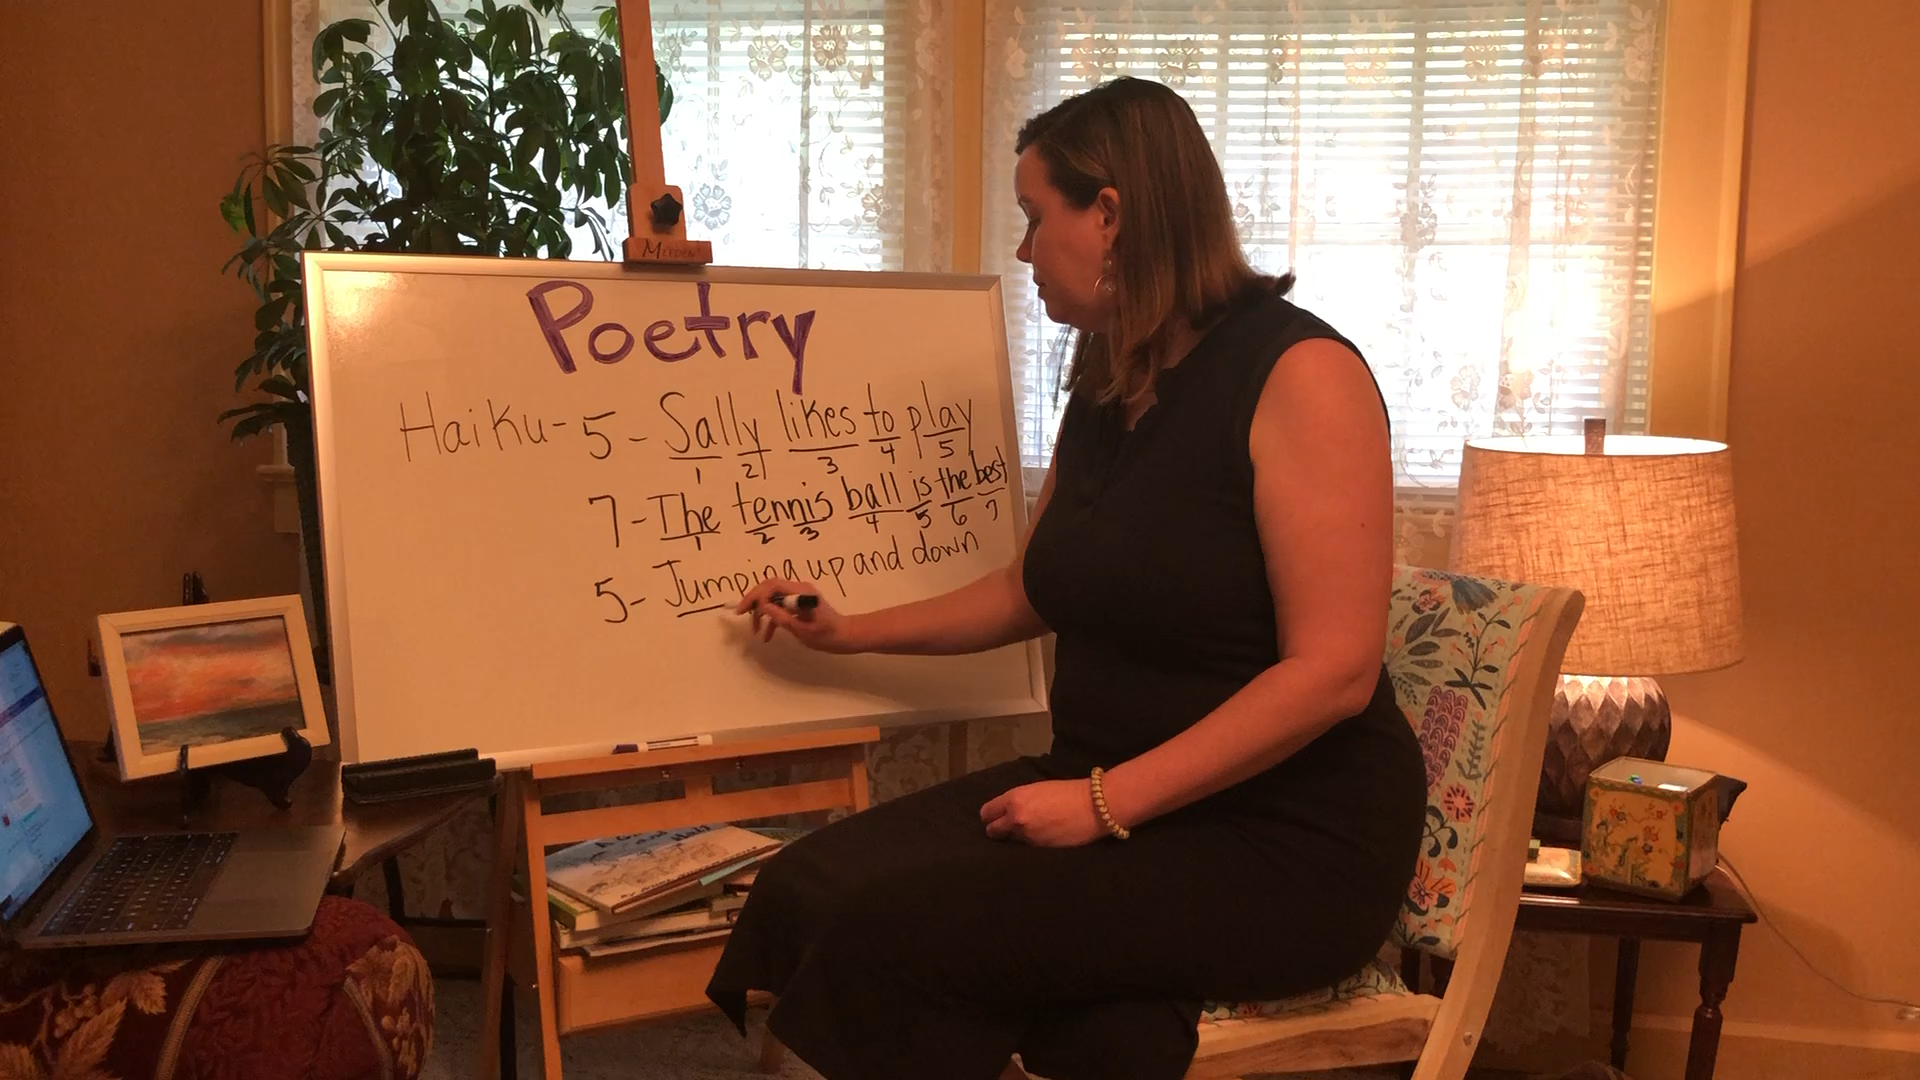 MEEDEN
Poetry
Haiku- 5 - Sally likes to play
1 2 3 4 5
7- The tennis ball is the best
1 2 3 4 5 6 7
5- Jumping up and down